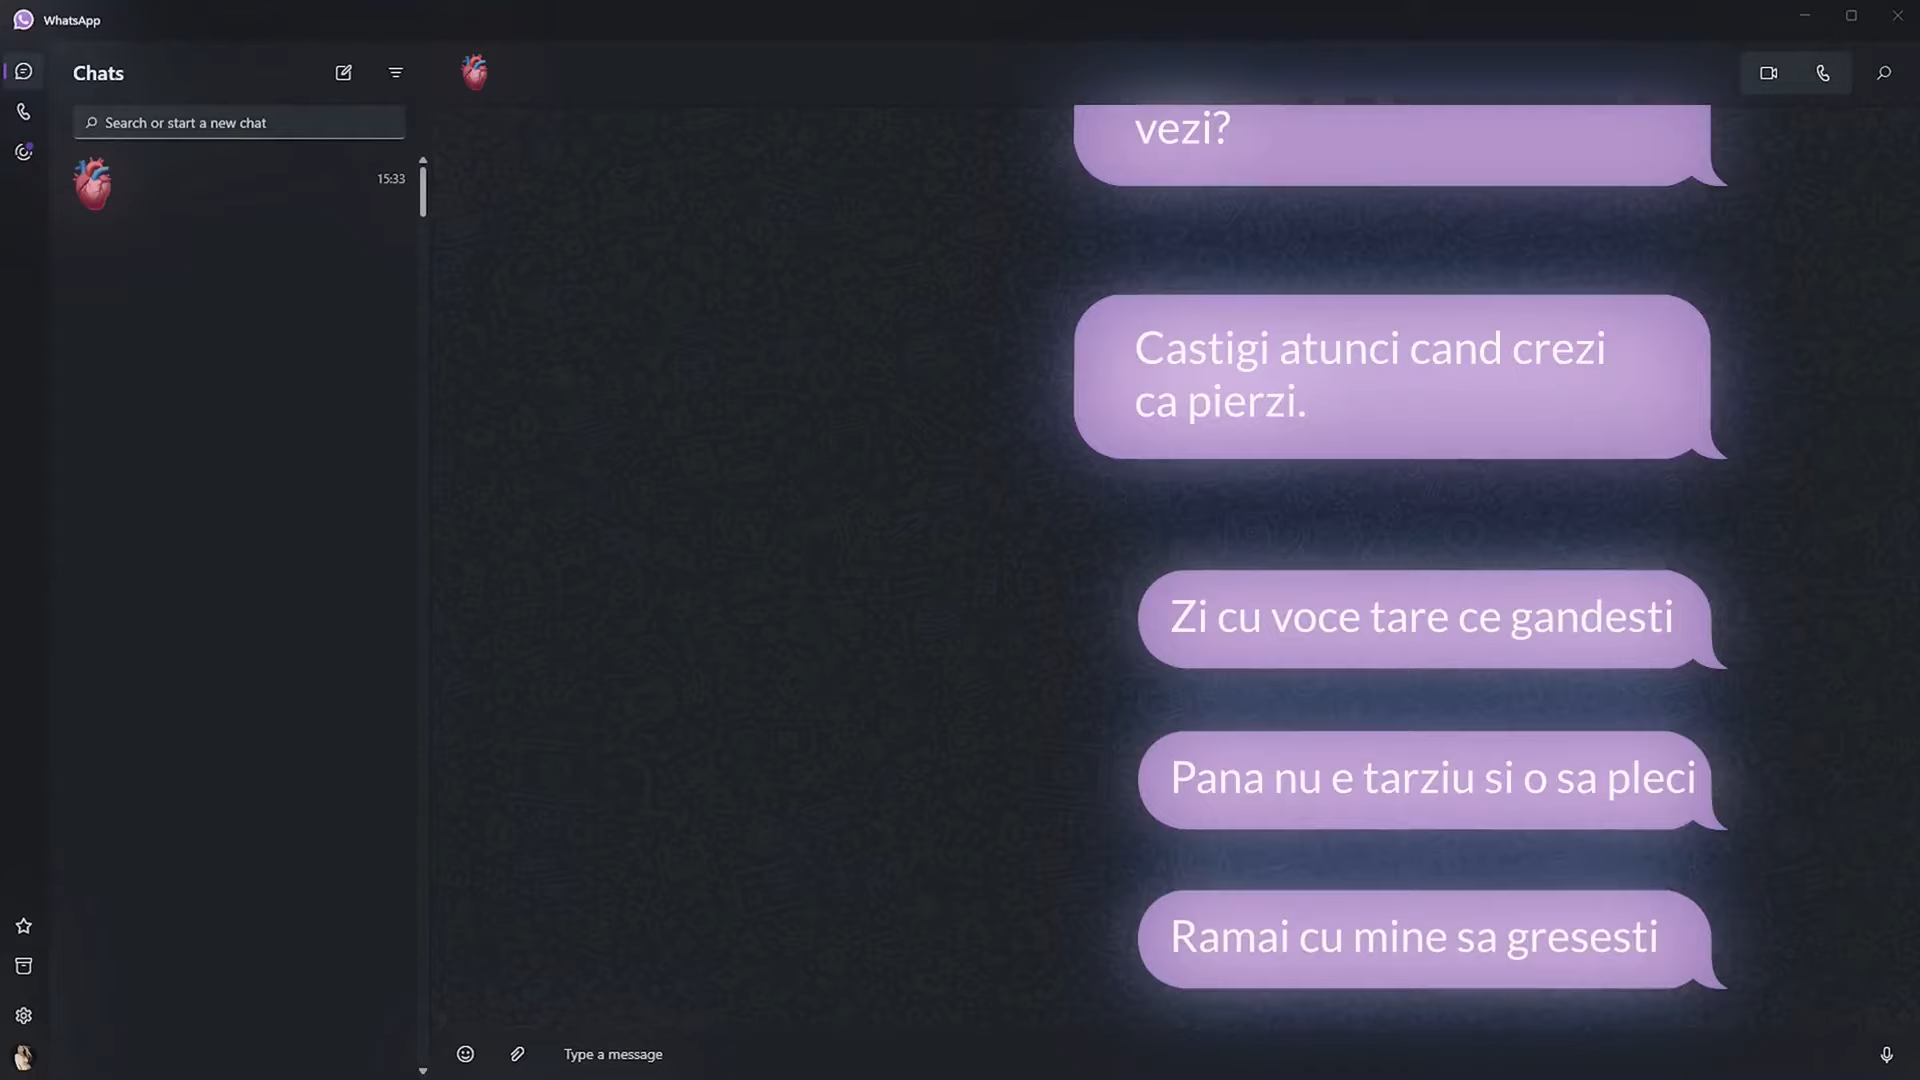 WhatsApp
Chats
Search or start a new chat
15:33
vezi?
Castigi atunci cand crezi
ca pierzi.
Zi cu voce tare ce gandesti
Pana nu e tarziu si o sa pleci
Ramai cu mine sa gresesti
Type a message